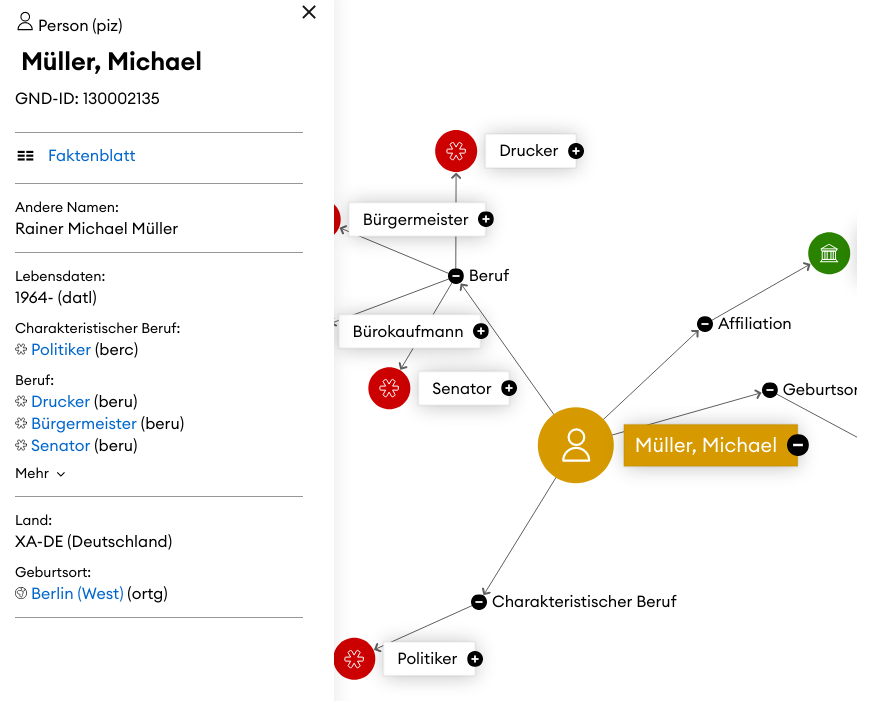 Person (piz)
Müller, Michael
GND-ID: 130002135
Faktenblatt
Andere Namen:
Rainer Michael Müller
Lebensdaten:
1964- (datl)
Charakteristischer Beruf:
Politiker (berc)
Beruf:
Drucker (beru)
Bürgermeister (beru)
Senator (beru)
Mehr
Land:
XA-DE (Deutschland)
Geburtsort:
Berlin (West) (ortg)
Drucker
Bürgermeister
Beruf
Affiliation
Bürokaufmann
Senator
Geburtsor
Müller, Michael
Charakteristischer Beruf
Politiker